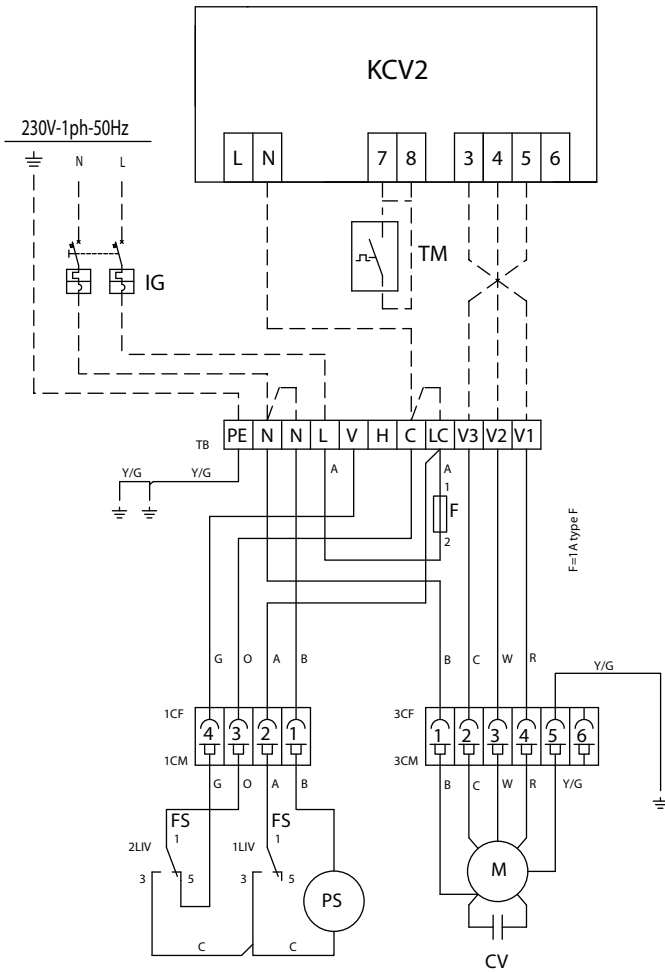 KCV2
230V-1ph-50Hz
L N 7 8 3 4 5 6
N L
TM
IG
TB PE N N L V H C LC V3 V2 V1
Y/G Y/G A A
1
F
2
F=1A type F
G O A B B C W R Y/G
1CF 4 3 2 1 3CF 1 2 3 4 5 6
1CM 3CM
G O A B B C W R Y/G
FS FS
2LIV 1 1LIV 1
3 5 3 5
PS
M
C C
CV